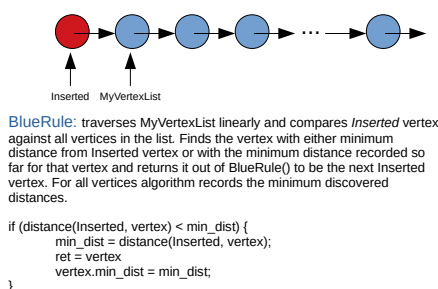 ...
Inserted MyVertexList
BlueRule: traverses MyVertexList linearly and compares Inserted vertex
against all vertices in the list. Finds the vertex with either minimum
distance from Inserted vertex or with the minimum distance recorded so
far for that vertex and returns it out of BlueRule() to be the next Inserted
vertex. For all vertices algorithm records the minimum discovered
distances.
if (distance(Inserted, vertex) < min_dist) {
min_dist = distance(Inserted, vertex);
ret = vertex
vertex.min_dist = min_dist;
}